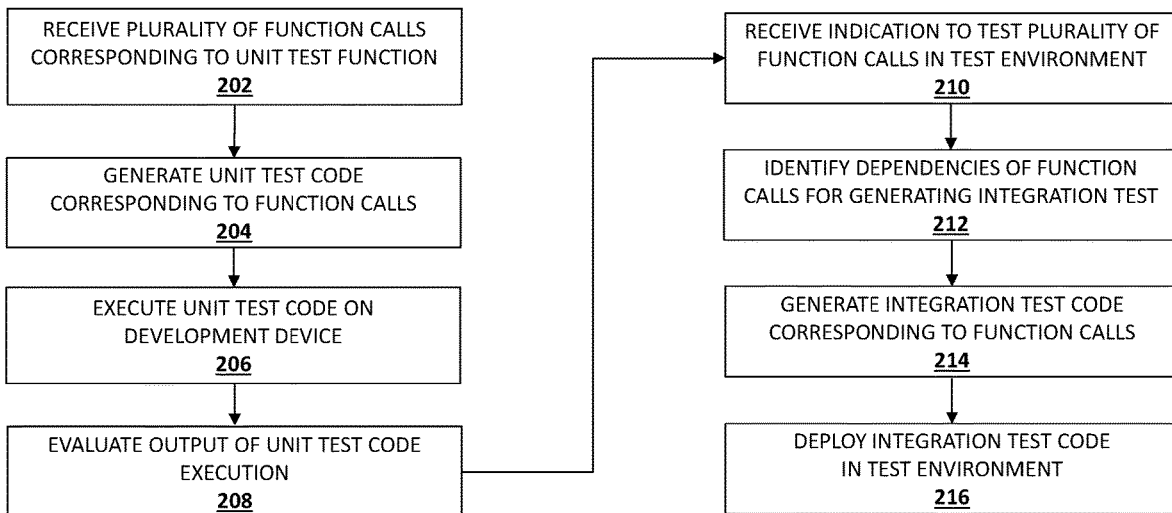 RECEIVE PLURALITY OF FUNCTION CALLS
CORRESPONDING TO UNIT TEST FUNCTION
202
GENERATE UNIT TEST CODE
CORRESPONDING TO FUNCTION CALLS
204
EXECUTE UNIT TEST CODE ON
DEVELOPMENT DEVICE
206
EVALUATE OUTPUT OF UNIT TEST CODE
EXECUTION
208
RECEIVE INDICATION TO TEST PLURALITY OF
FUNCTION CALLS IN TEST ENVIRONMENT
210
IDENTIFY DEPENDENCIES OF FUNCTION
CALLS FOR GENERATING INTEGRATION TEST
212
GENERATE INTEGRATION TEST CODE
CORRESPONDING TO FUNCTION CALLS
214
DEPLOY INTEGRATION TEST CODE
IN TEST ENVIRONMENT
216